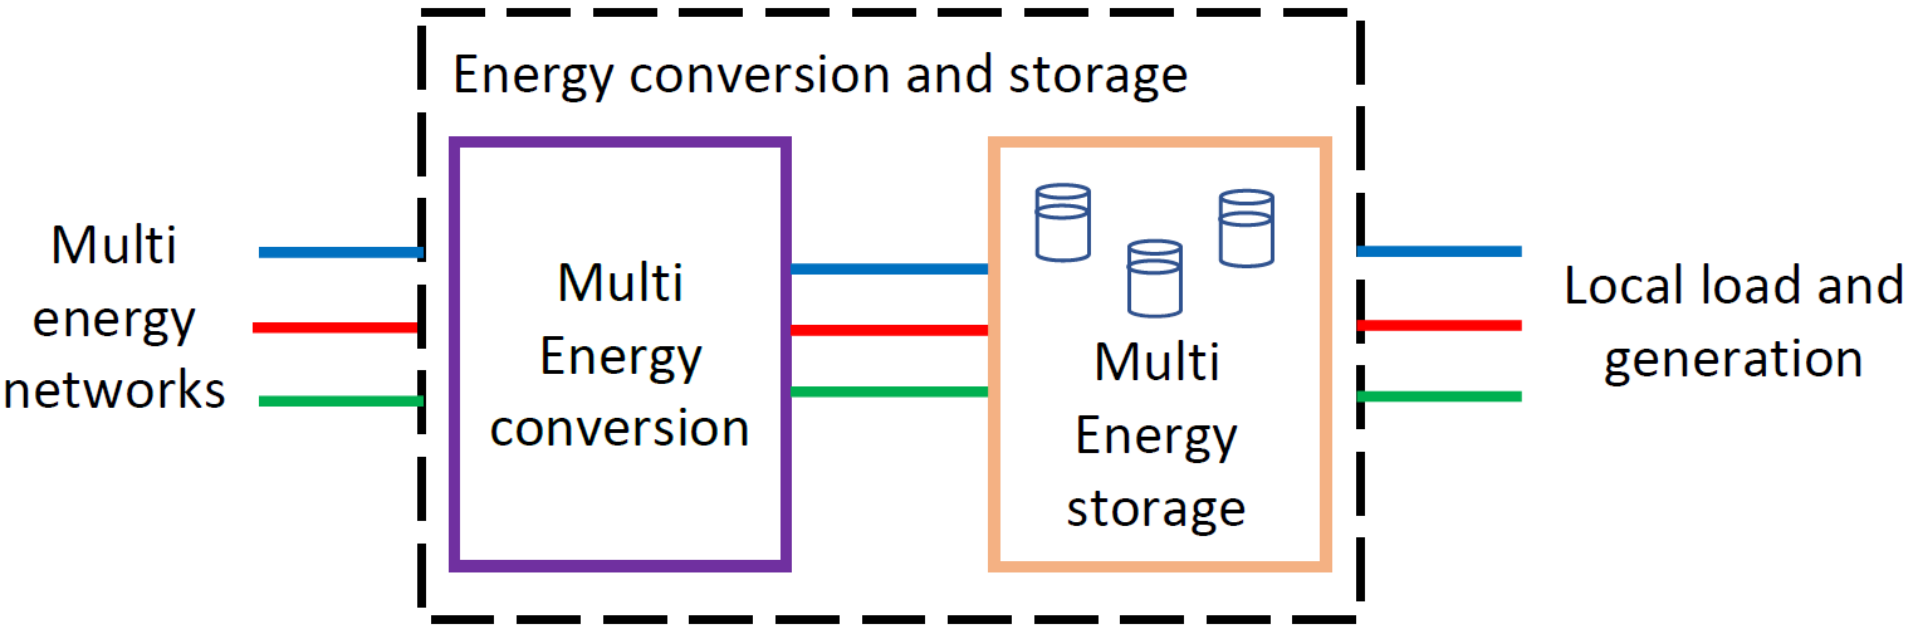 Energy conversion and storage
Multi
energy
networks
Multi
Energy
conversion
Multi
Energy
storage
Local load and
generation